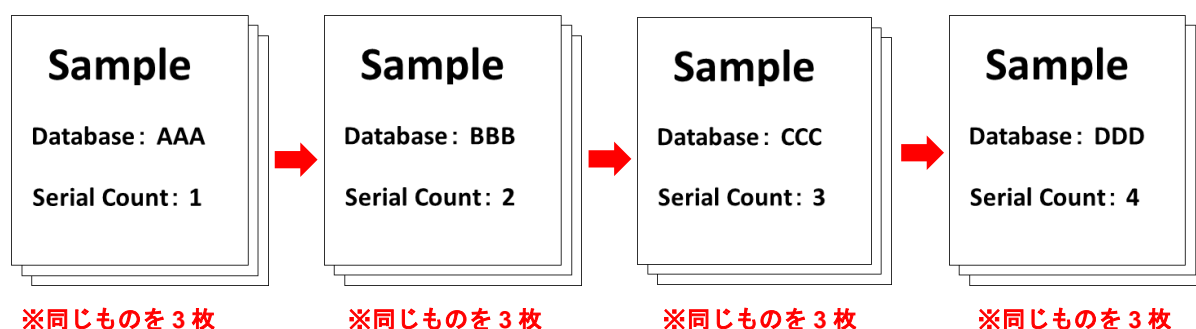 Sample
Database: AAA
Serial Count: 1
※同じものを3枚
Sample
Database: BBB
Serial Count: 2
※同じものを3枚
Sample
Database: CCC
Serial Count: 3
※同じものを3枚
Sample
Database: DDD
Serial Count: 4
※同じものを3枚